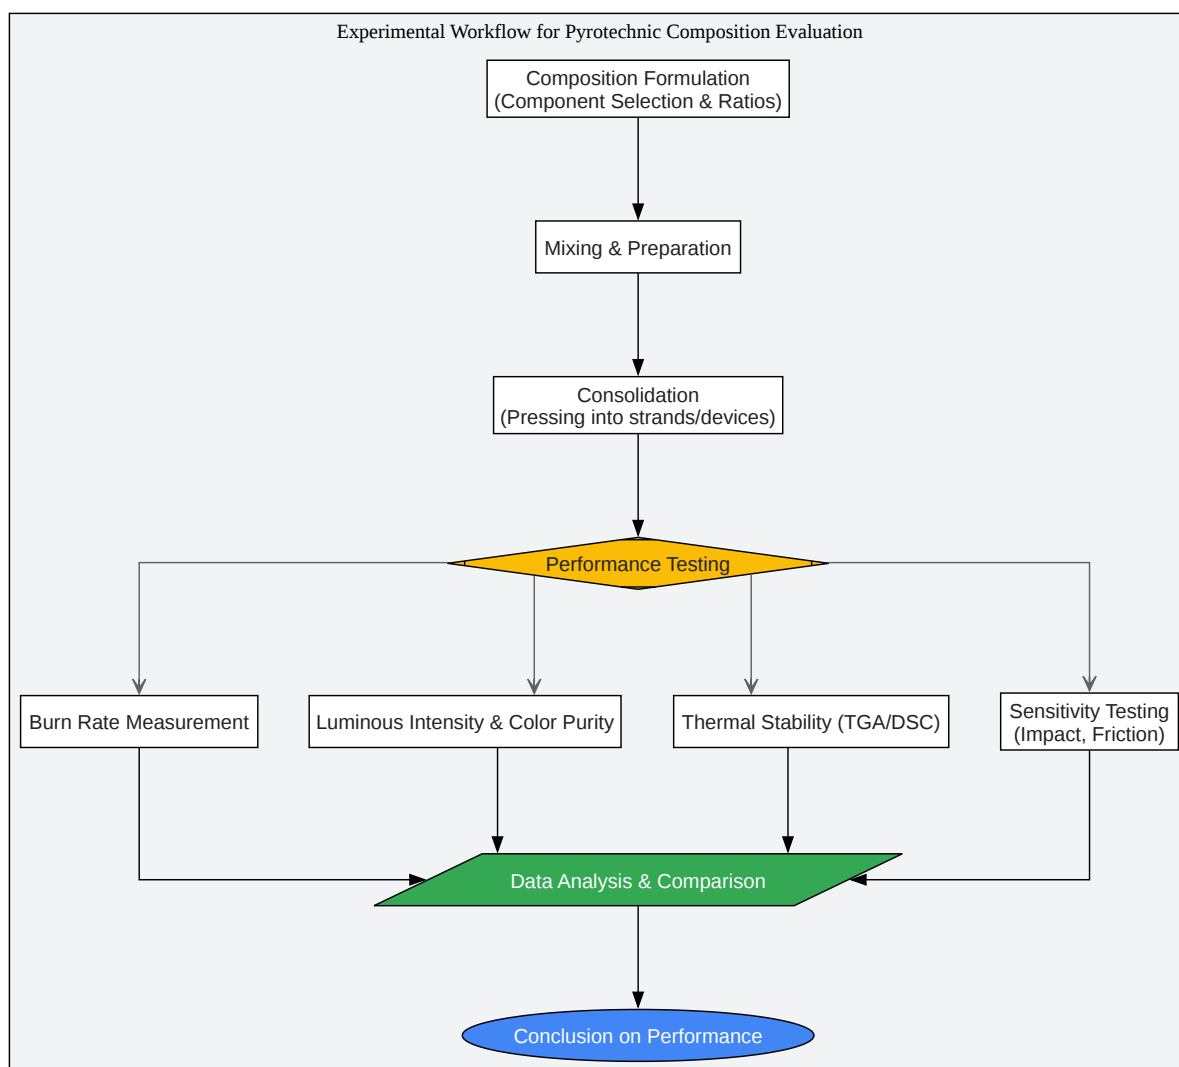 Experimental Workflow for Pyrotechnic Composition Evaluation
Composition Formulation
(Component Selection & Ratios)
Mixing & Preparation
Consolidation
(Pressing into strands/devices)
Performance Testing
Burn Rate Measurement
Luminous Intensity & Color Purity
Thermal Stability (TGA/DSC)
Sensitivity Testing
(Impact, Friction)
Data Analysis & Comparison
Conclusion on Performance